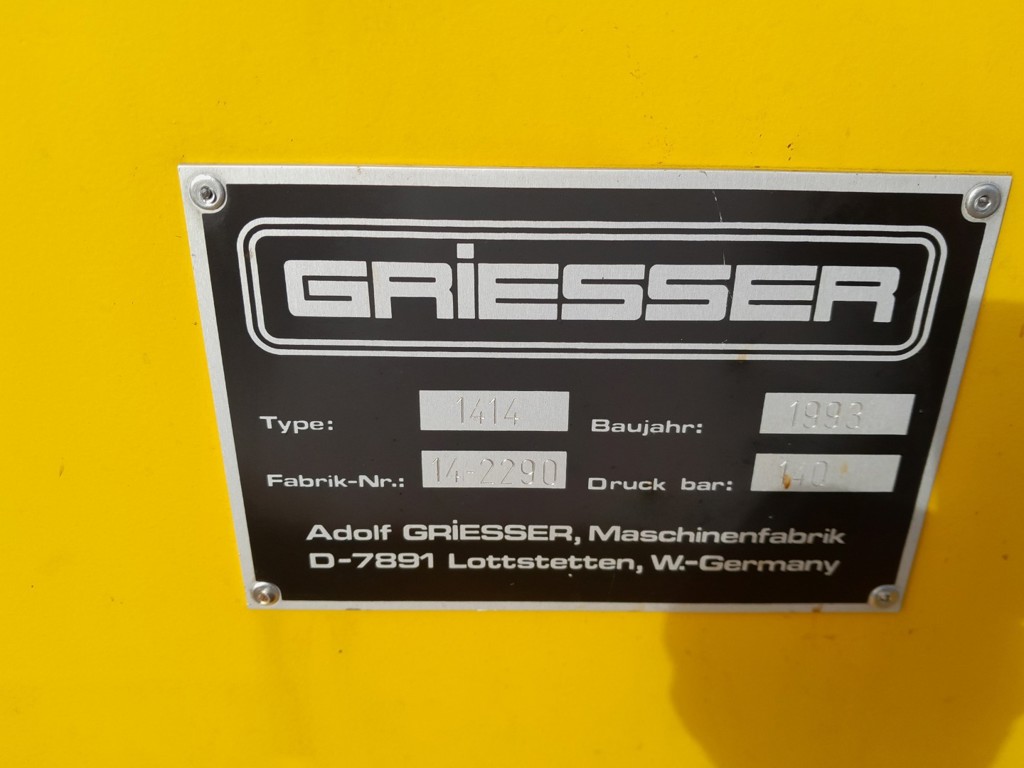 GRiESSER
Type: 1414 Baujahr: 1993
Fabrik-Nr.: 14-2290 Druck bar: 140
Adolf GRiESSER, Maschinenfabrik
D-7891 Lottstetten, W.-Germany